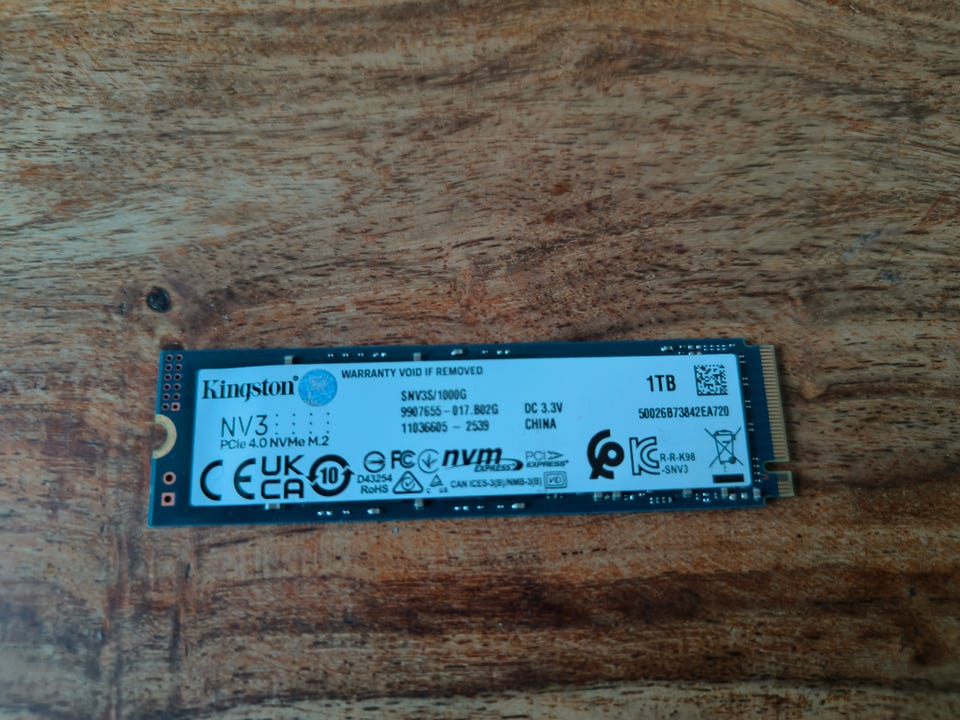 Kingston
WARRANTY VOID IF REMOVED
SNV3S/1000G
9907655-017.B02G
11036605 - 2539
DC 3.3V
CHINA
1TB
50026B73842EA720
NV3
PCIe 4.0 NVMe M.2
CE
UK
CA
10
D43254
RoHS
FC
nvm
EXPRESS
PCI
EXPRESS
CAN ICES-3(B)/NMB-3(B)
R-R-K98
-SNV3